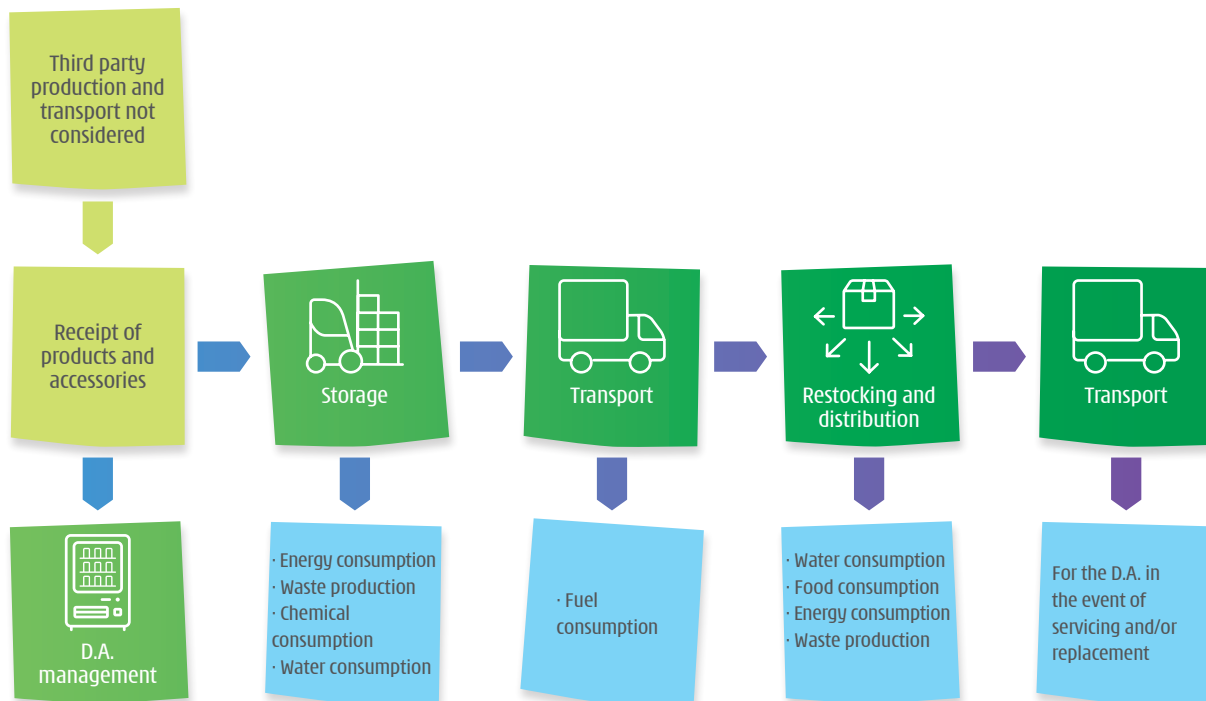 Third party
production and
transport not
considered
Receipt of
products and
accessories
Storage
Transport
Restocking and
distribution
Transport
D.A.
management
· Energy consumption
· Waste production
· Chemical
consumption
· Water consumption
· Fuel
consumption
· Water consumption
· Food consumption
· Energy consumption
· Waste production
For the D.A. in
the event of
servicing and/or
replacement